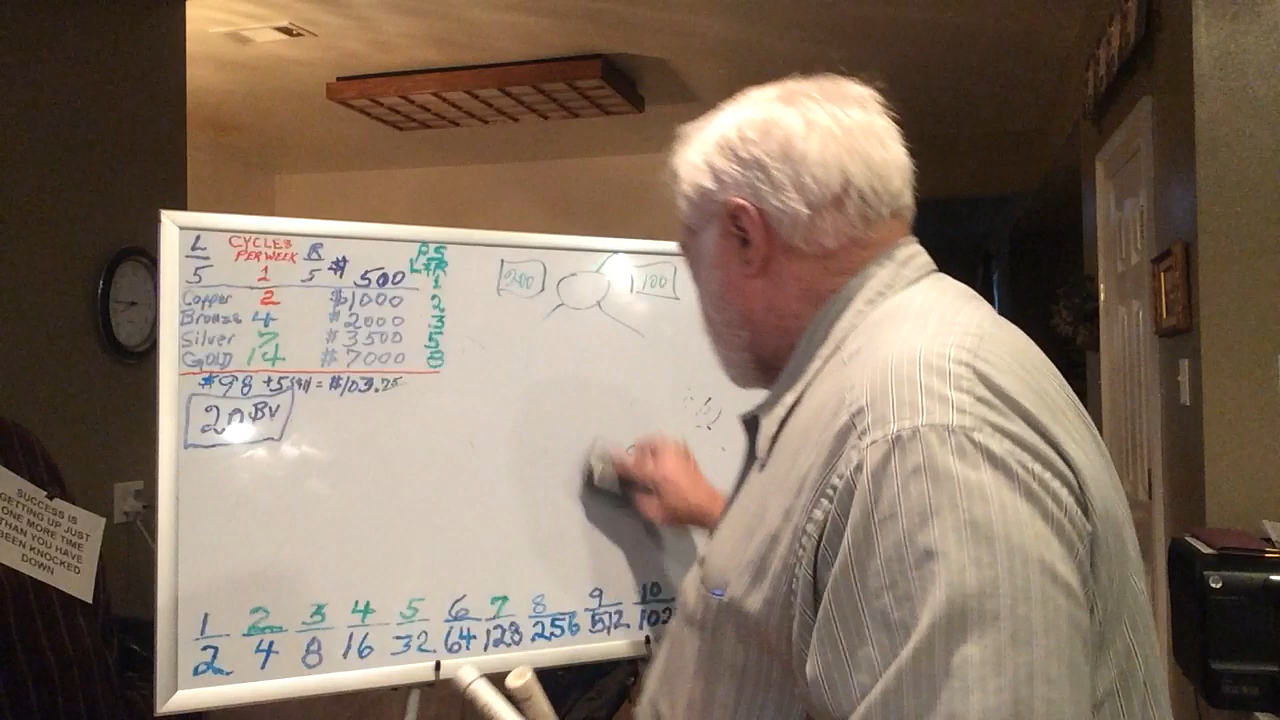 L CYCLES PER WEEK R PS L&R
5 1 5 $ 500 1
Copper 2 $1000 2
Bronze 4 $2000 3
Silver 7 $3500 5
GOLD 14 $7000 8
$98 +5.75 = $103.75
BV
200
100
1 2 3 4 5 6 7 8 9 10
2 4 8 16 32 64 128 256 512 102
SUCCESS IS
GETTING UP JUST
ONE MORE TIME
THAN YOU HAVE
BEEN KNOCKED
DOWN